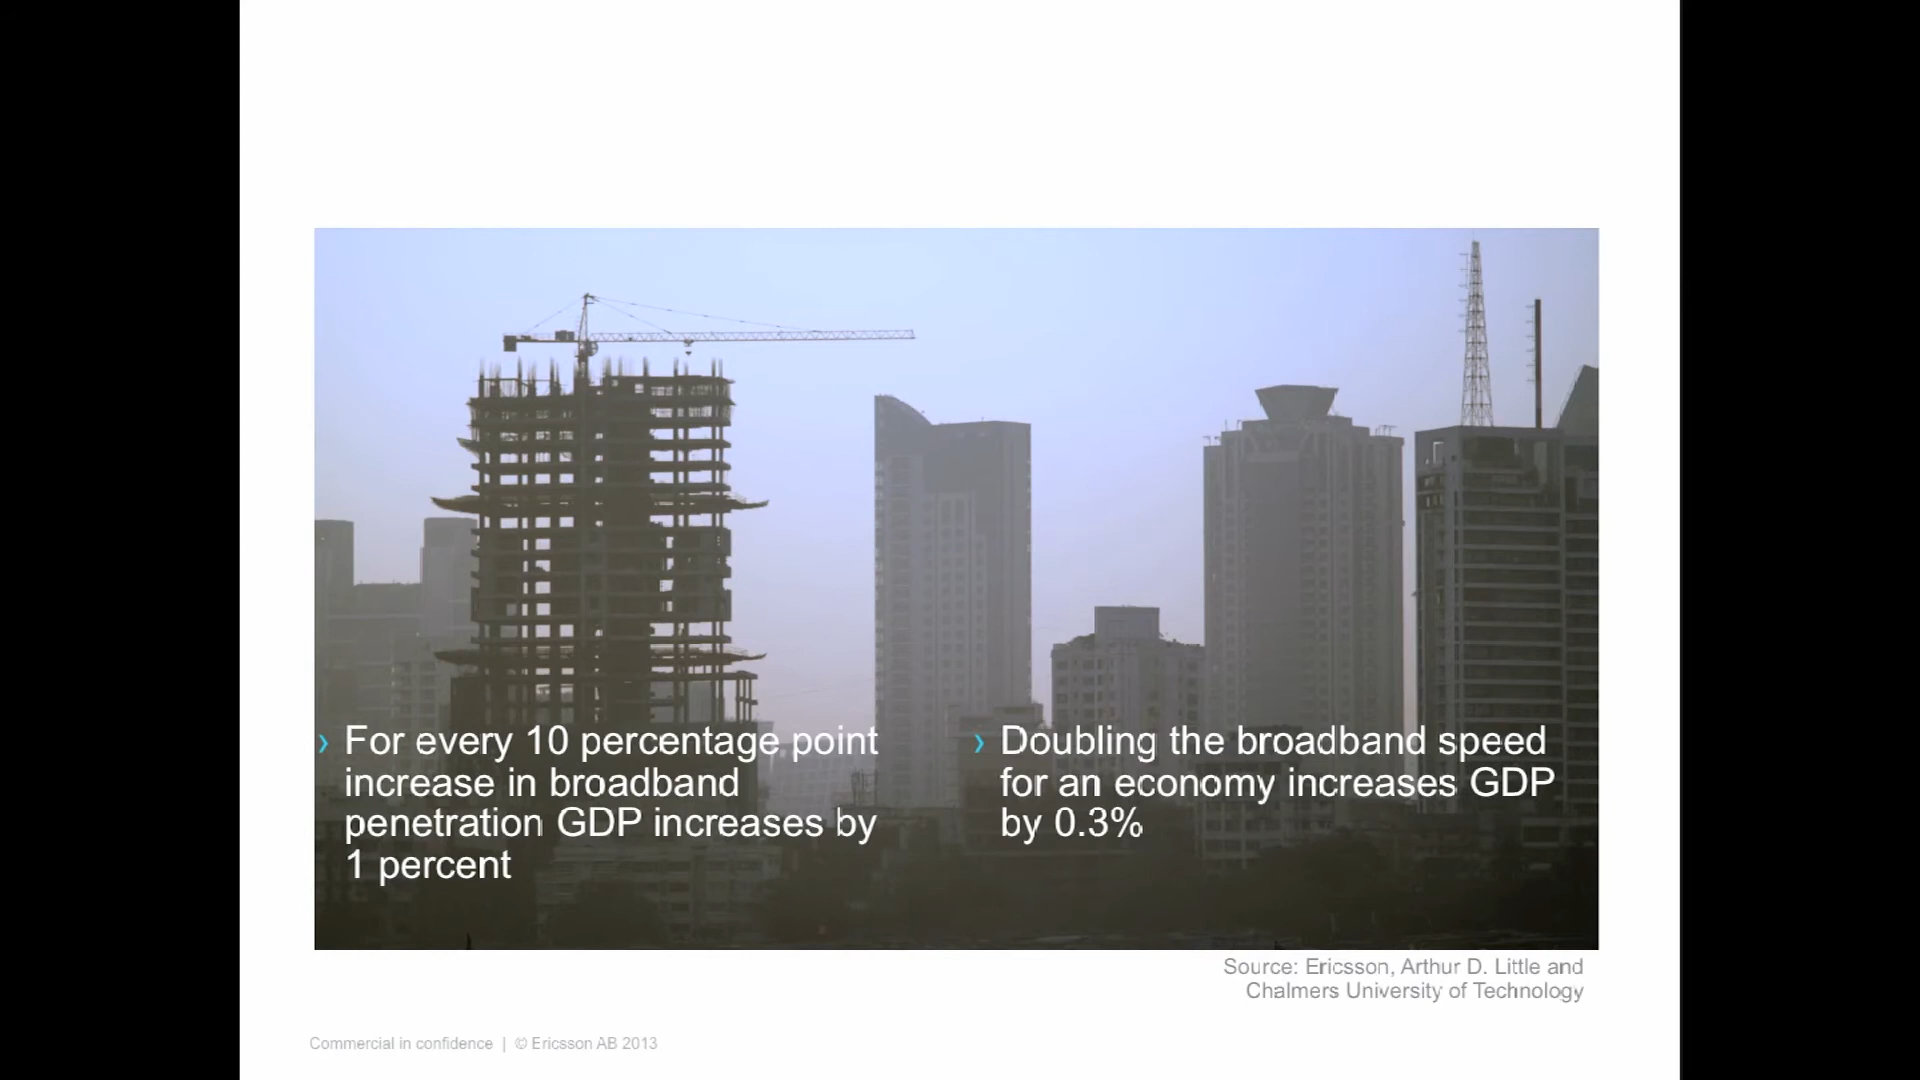 › For every 10 percentage point
increase in broadband
penetration GDP increases by
1 percent
› Doubling the broadband speed
for an economy increases GDP
by 0.3%
Source: Ericsson, Arthur D. Little and
Chalmers University of Technology
Commercial in confidence | © Ericsson AB 2013